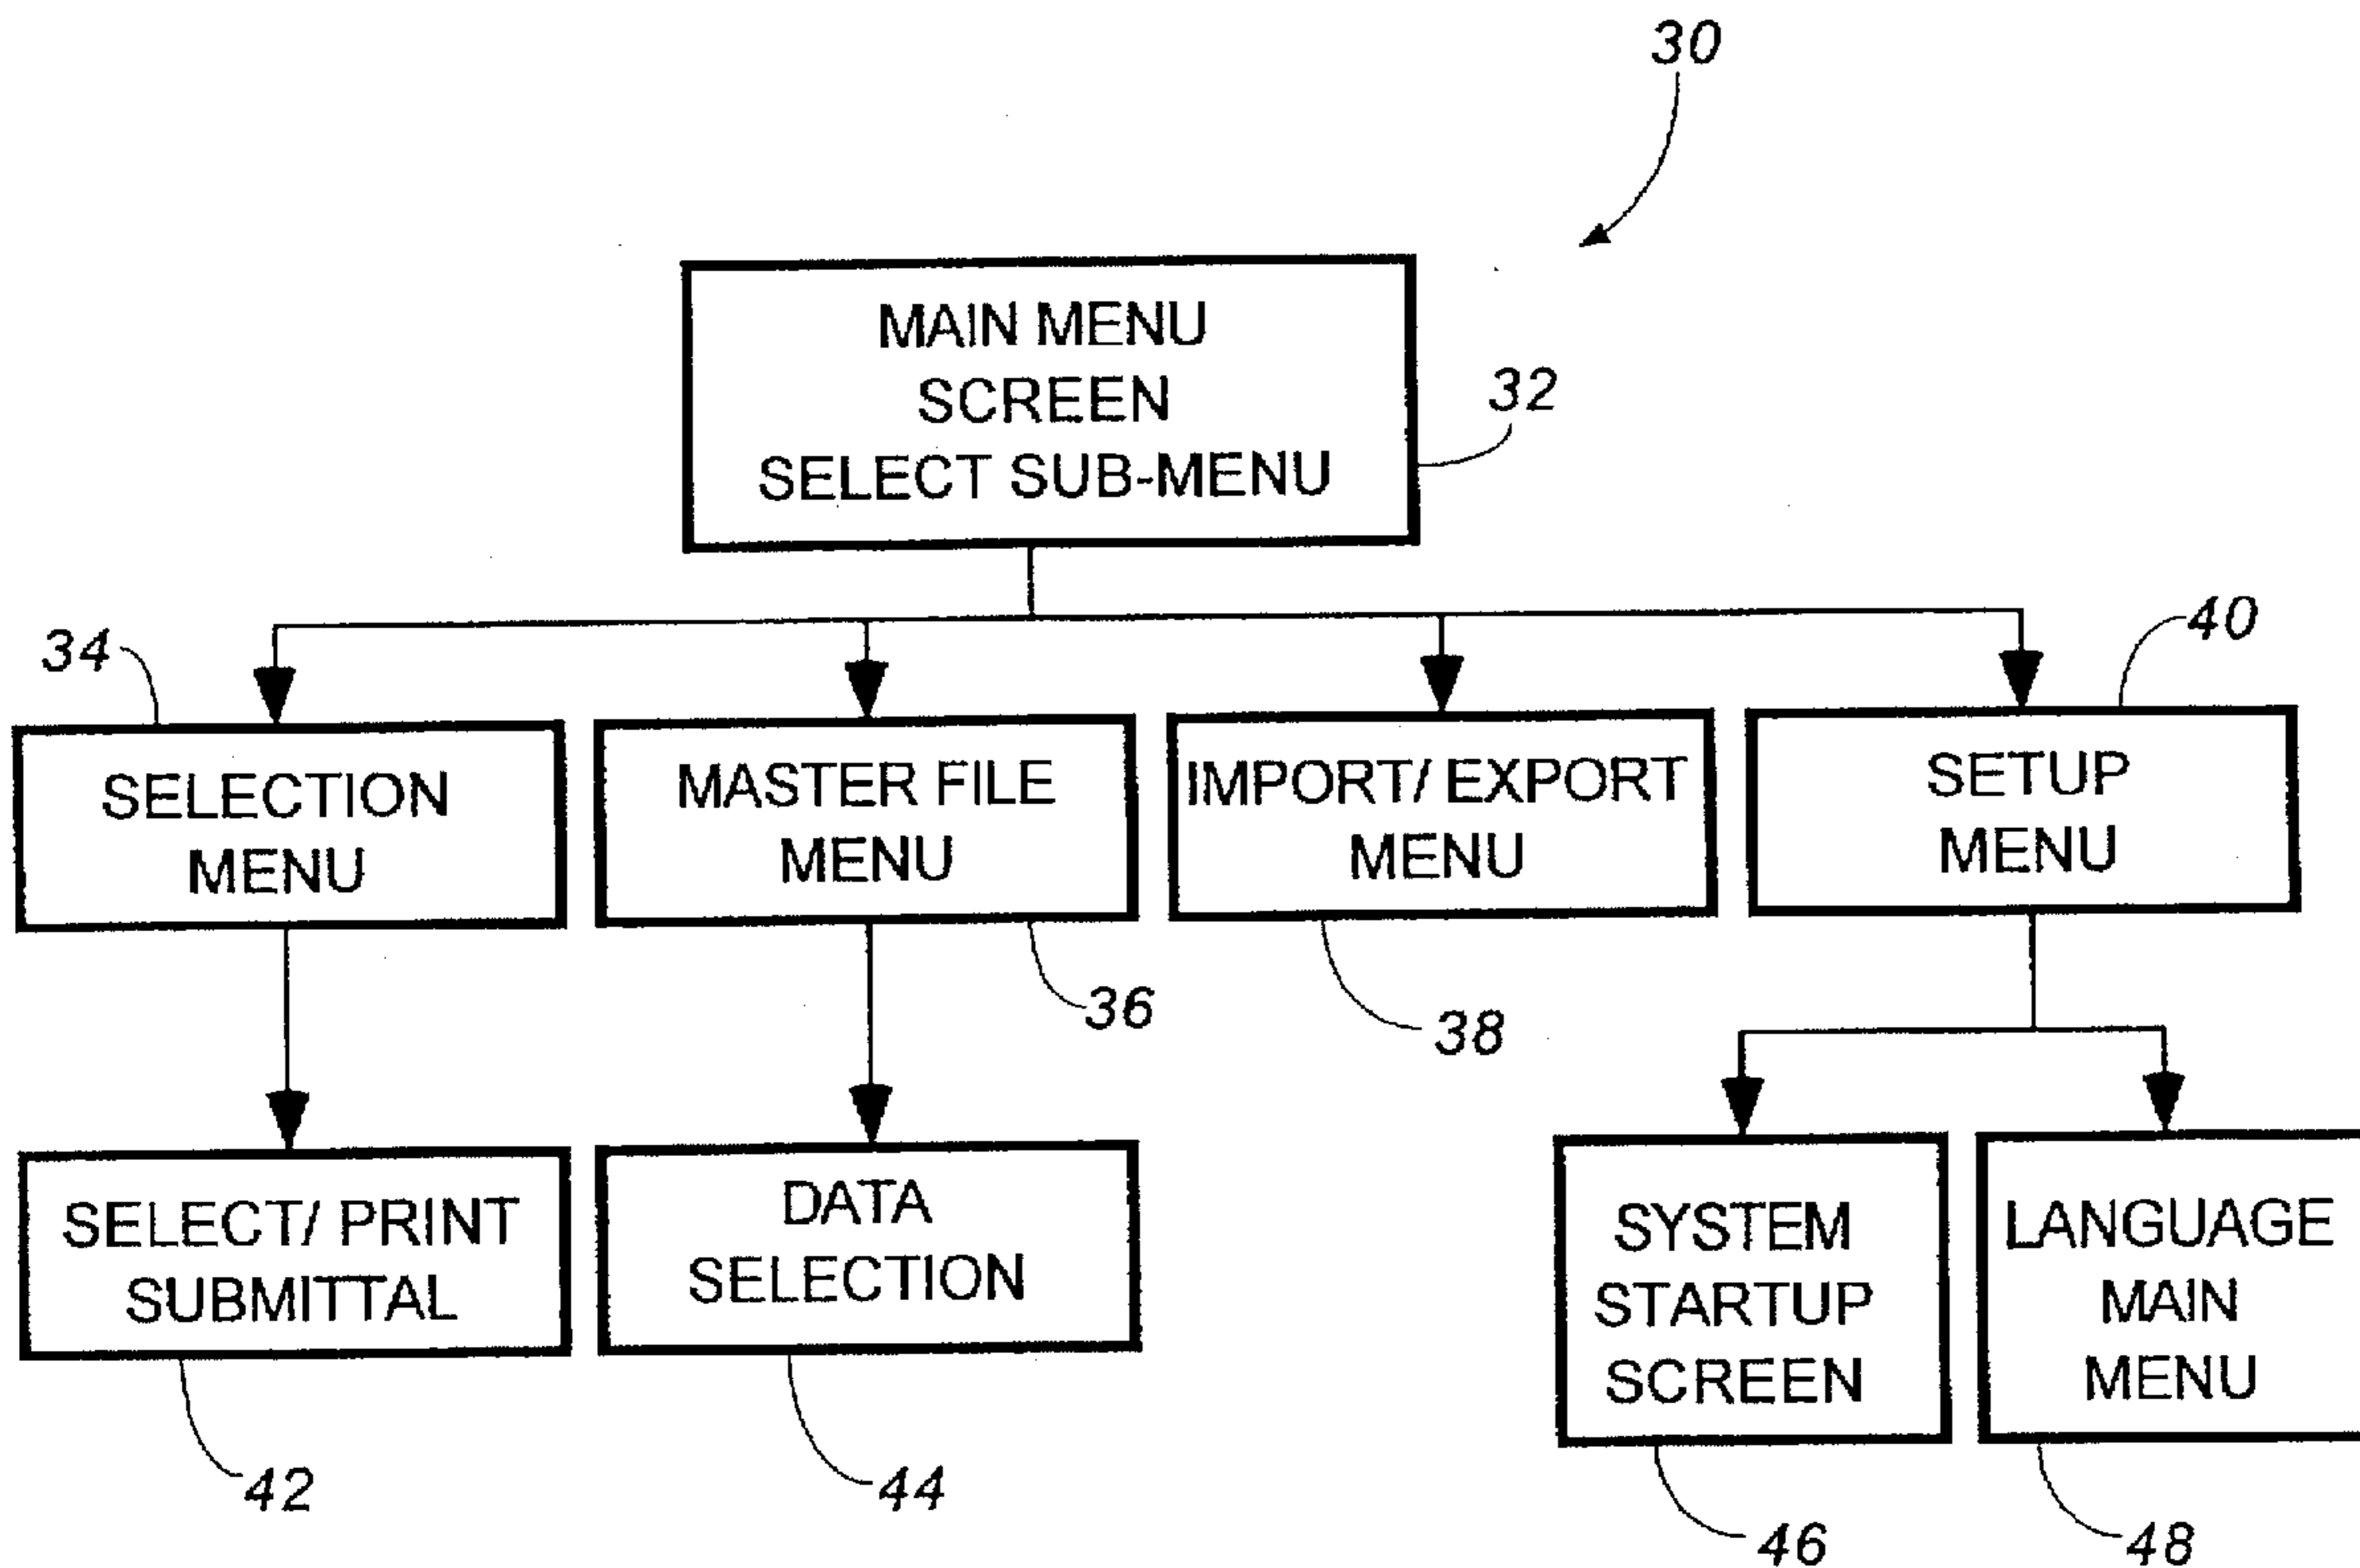 30
MAIN MENU
SCREEN
SELECT SUB-MENU
32
34
40
SELECTION
MENU
MASTER FILE
MENU
IMPORT/ EXPORT
MENU
SETUP
MENU
36
38
SELECT/ PRINT
SUBMITTAL
DATA
SELECTION
SYSTEM
STARTUP
SCREEN
LANGUAGE
MAIN
MENU
42
44
46
48